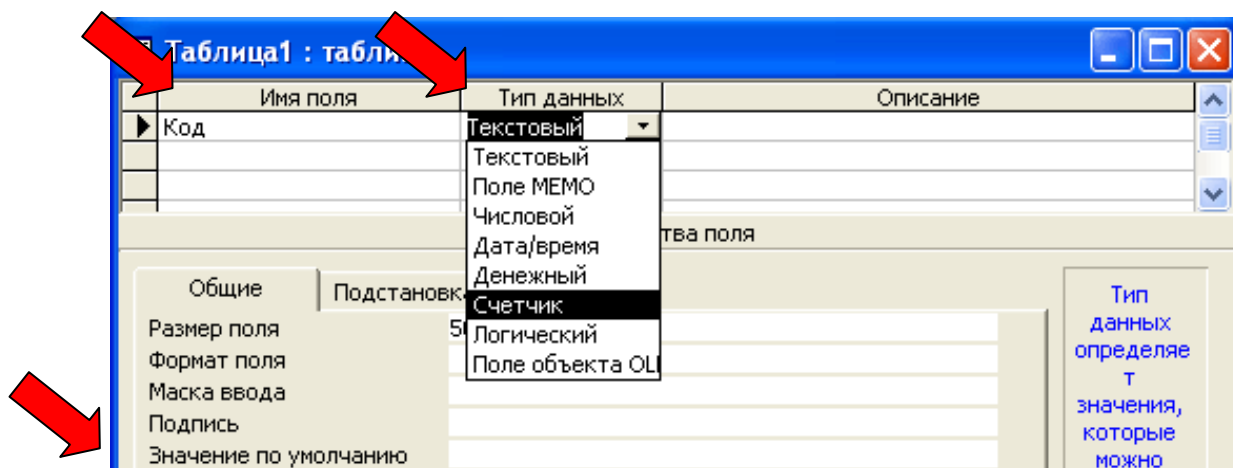 Таблица1 : табли
Имя поля Тип данных Описание
Код Текстовый
Текстовый
Поле МЕМО
Числовой
Дата/время
Денежный
Счетчик
Логический
Поле объекта OL
тва поля
Общие Подстановк
Размер поля 5
Формат поля
Маска ввода
Подпись
Значение по умолчанию
Тип
данных
определяе
т
значения,
которые
можно